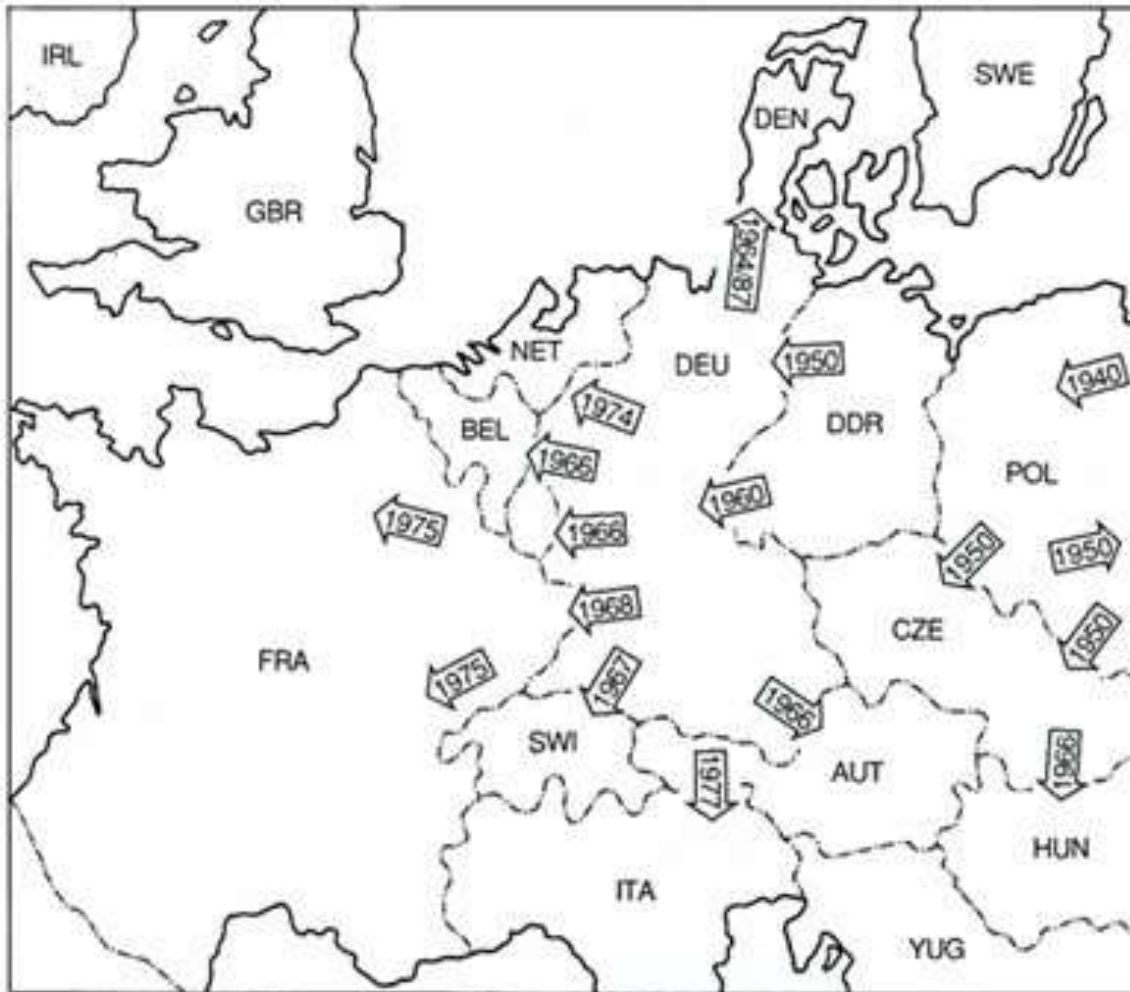 IRL
SWE
DEN
GBR
1964/87
NET
DEU
1950
1940
1974
BEL
DDR
1966
POL
1960
1975
1966
1950
1950
1968
CZE
1950
FRA
1975
1967
1966
SWI
1966
AUT
1977
HUN
ITA
YUG